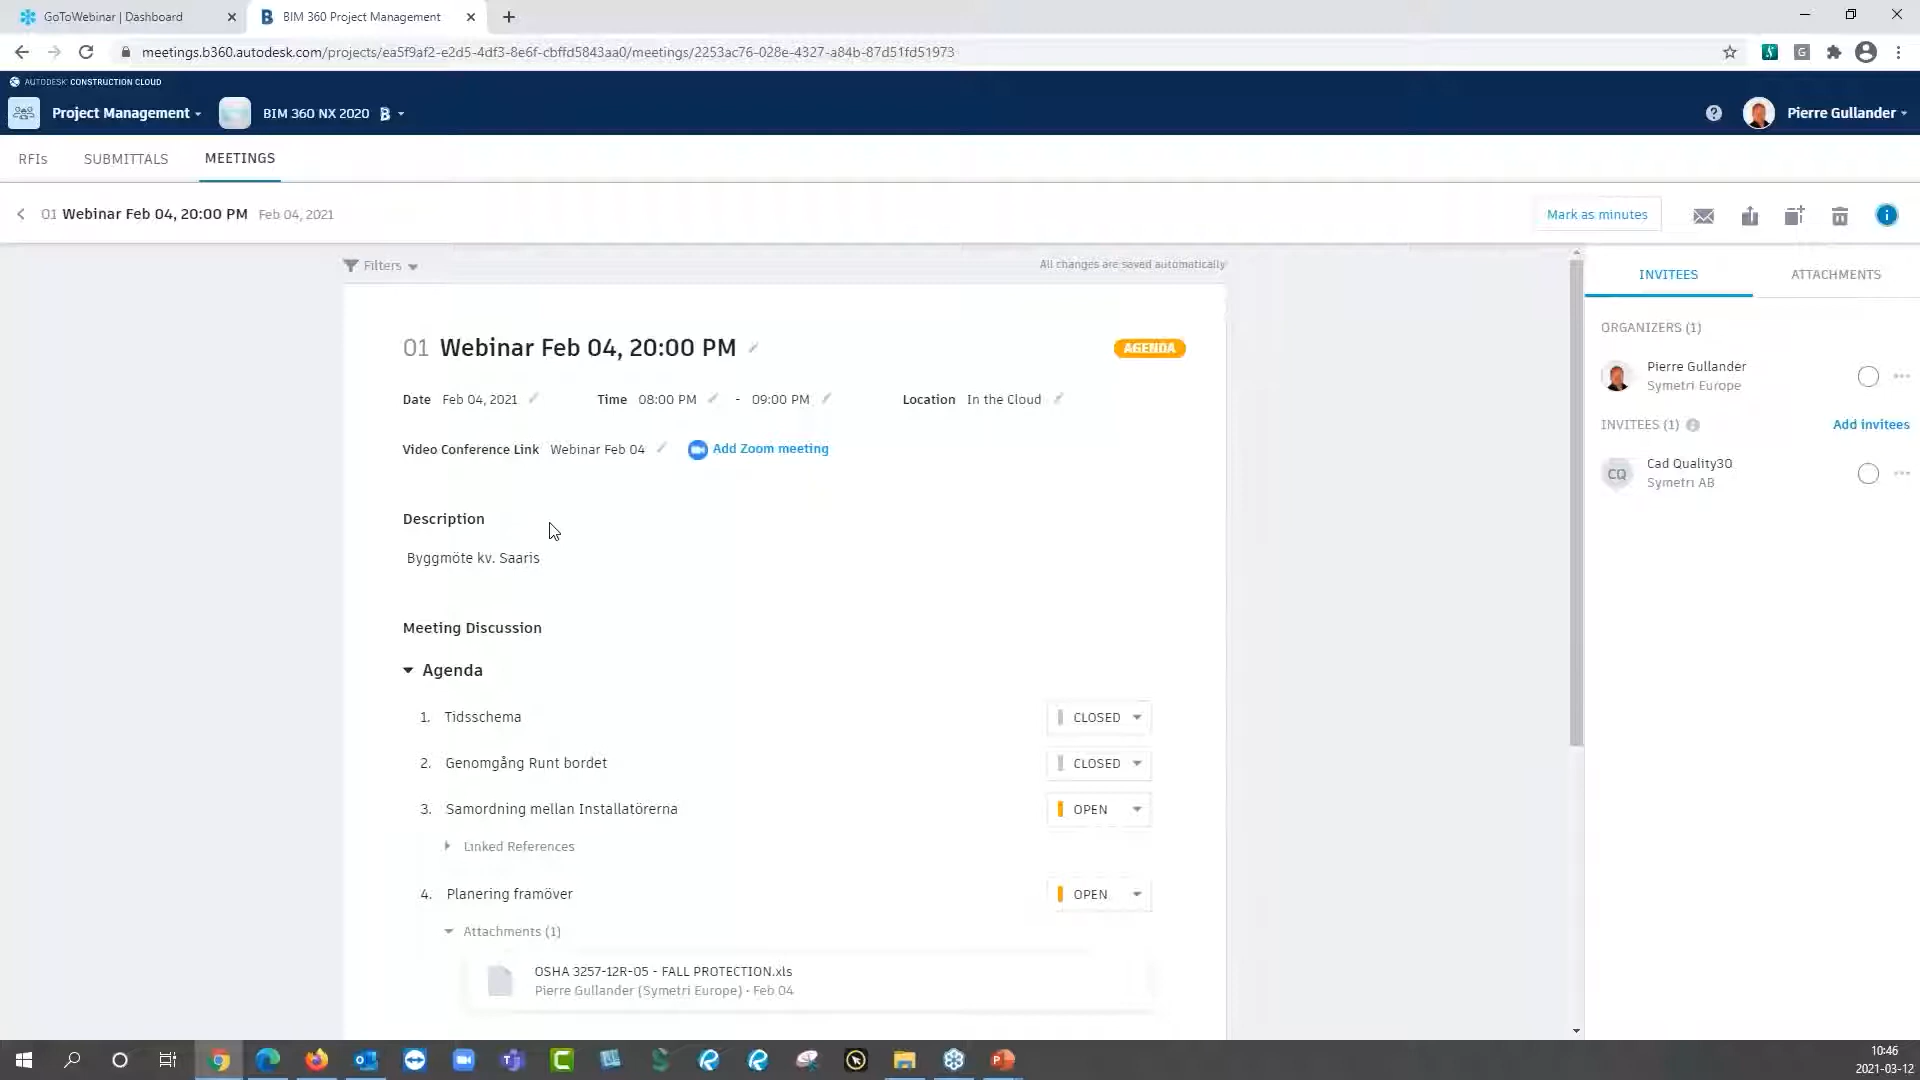 GoToWebinar | Dashboard
BIM 360 Project Management
meetings.b360.autodesk.com/projects/ea5f9af2-e2d5-4df3-8e6f-cbffd5843aa0/meetings/2253ac76-028e-4327-a84b-87d51fd51973
AUTODESK® CONSTRUCTION CLOUD
Project Management
BIM 360 NX 2020
Pierre Gullander
RFIs
SUBMITTALS
MEETINGS
01 Webinar Feb 04, 20:00 PM Feb 04, 2021
Mark as minutes
Filters
All changes are saved automatically
INVITEES
ATTACHMENTS
01 Webinar Feb 04, 20:00 PM
AGENDA
Date Feb 04, 2021
Time 08:00 PM - 09:00 PM
Location In the Cloud
Video Conference Link Webinar Feb 04
Add Zoom meeting
Description
Byggmöte kv. Saaris
Meeting Discussion
Agenda
1. Tidsschema CLOSED
2. Genomgång Runt bordet CLOSED
3. Samordning mellan Installatörerna OPEN
Linked References
4. Planering framöver OPEN
Attachments (1)
OSHA 3257-12R-05 - FALL PROTECTION.xls
Pierre Gullander (Symetri Europe) • Feb 04
ORGANIZERS (1)
Pierre Gullander
Symetri Europe
INVITEES (1)
Add invitees
CQ
Cad Quality30
Symetri AB
10:46
2021-03-12